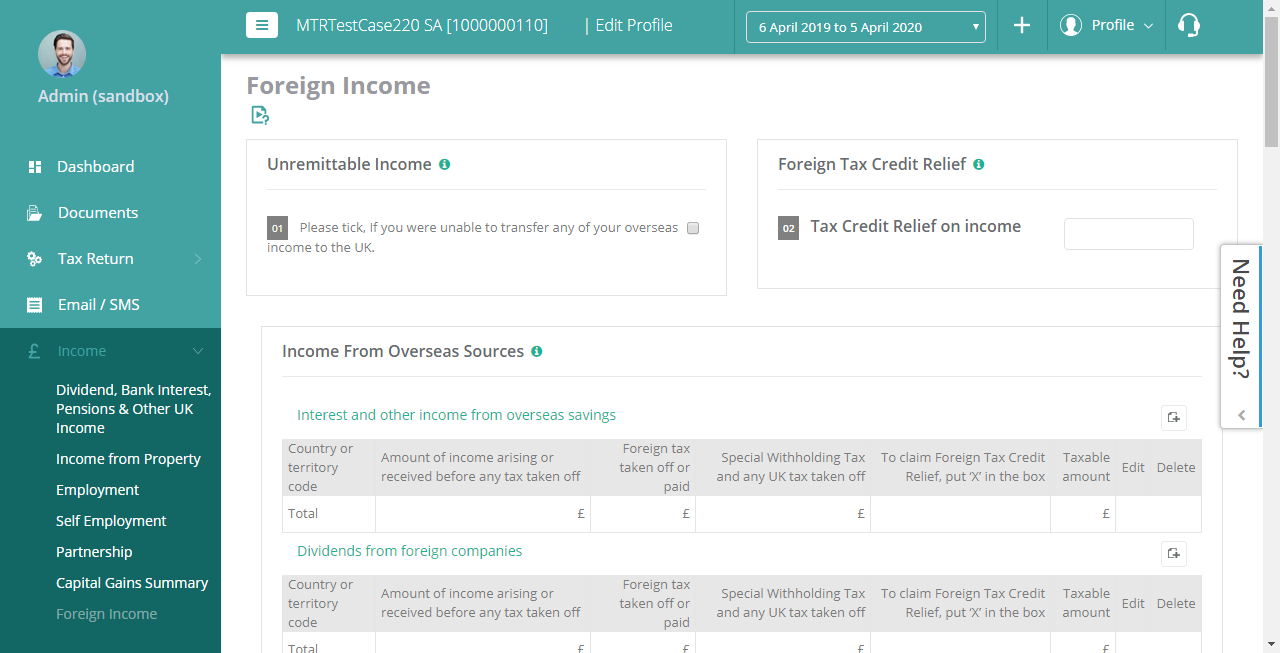 MTRTestCase220 SA [1000000110] | Edit Profile
6 April 2019 to 5 April 2020
Profile
Admin (sandbox)
Dashboard
Documents
Tax Return
Email / SMS
£ Income
Dividend, Bank Interest,
Pensions & Other UK
Income
Income from Property
Employment
Self Employment
Partnership
Capital Gains Summary
Foreign Income
Foreign Income
Unremittable Income
01 Please tick, If you were unable to transfer any of your overseas
income to the UK.
Foreign Tax Credit Relief
02 Tax Credit Relief on income
Need Help?
Income From Overseas Sources
Interest and other income from overseas savings
Country or
territory
code
Amount of income arising or
received before any tax taken off
Foreign tax
taken off or
paid
Special Withholding Tax
and any UK tax taken off
To claim Foreign Tax Credit
Relief, put ‘X’ in the box
Taxable
amount
Edit
Delete
Total £ £ £ £
Dividends from foreign companies
Country or
territory
code
Amount of income arising or
received before any tax taken off
Foreign tax
taken off or
paid
Special Withholding Tax
and any UK tax taken off
To claim Foreign Tax Credit
Relief, put ‘X’ in the box
Taxable
amount
Edit
Delete
Total £ £ £ £